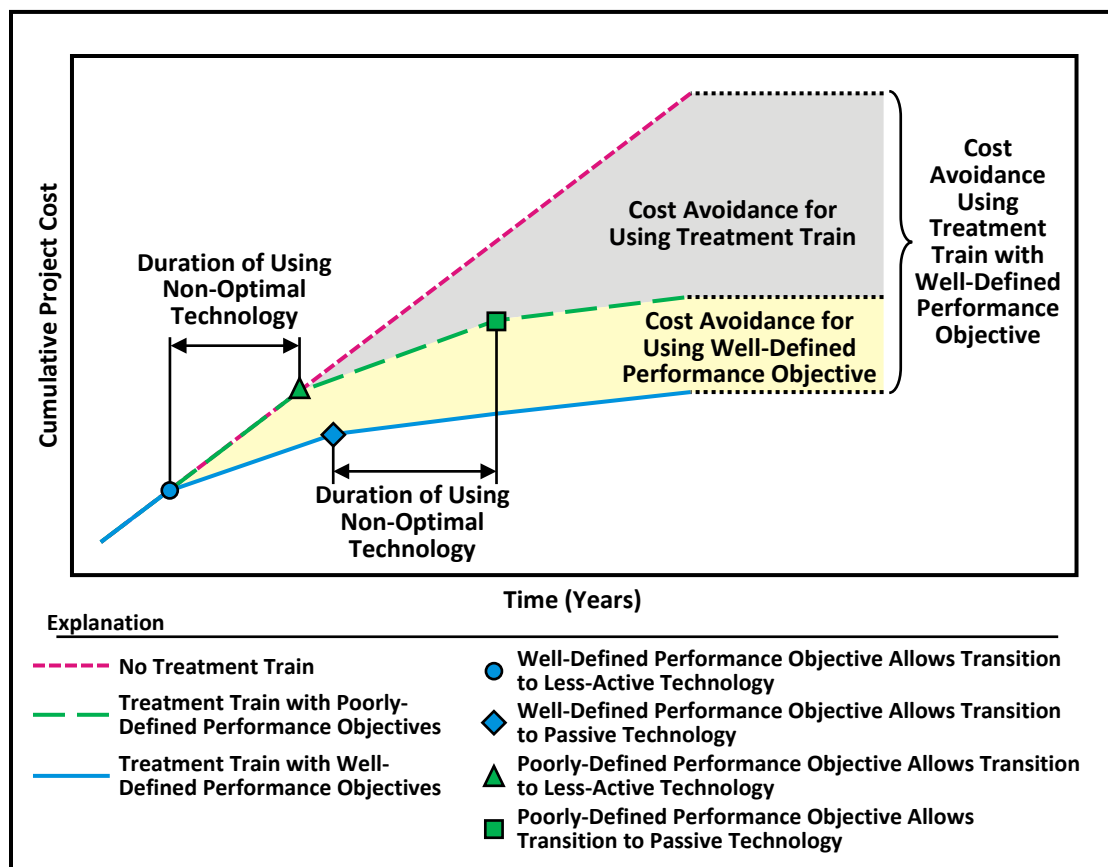 Cumulative Project Cost
Duration of Using
Non-Optimal
Technology
Cost Avoidance for
Using Treatment Train
Cost Avoidance for
Using Well-Defined
Performance Objective
Cost
Avoidance
Using
Treatment
Train with
Well-Defined
Performance
Objective
Duration of Using
Non-Optimal
Technology
Time (Years)
Explanation
No Treatment Train
Treatment Train with Poorly-
Defined Performance Objectives
Treatment Train with Well-
Defined Performance Objectives
Well-Defined Performance Objective Allows Transition
to Less-Active Technology
Well-Defined Performance Objective Allows Transition
to Passive Technology
Poorly-Defined Performance Objective Allows Transition
to Less-Active Technology
Poorly-Defined Performance Objective Allows
Transition to Passive Technology